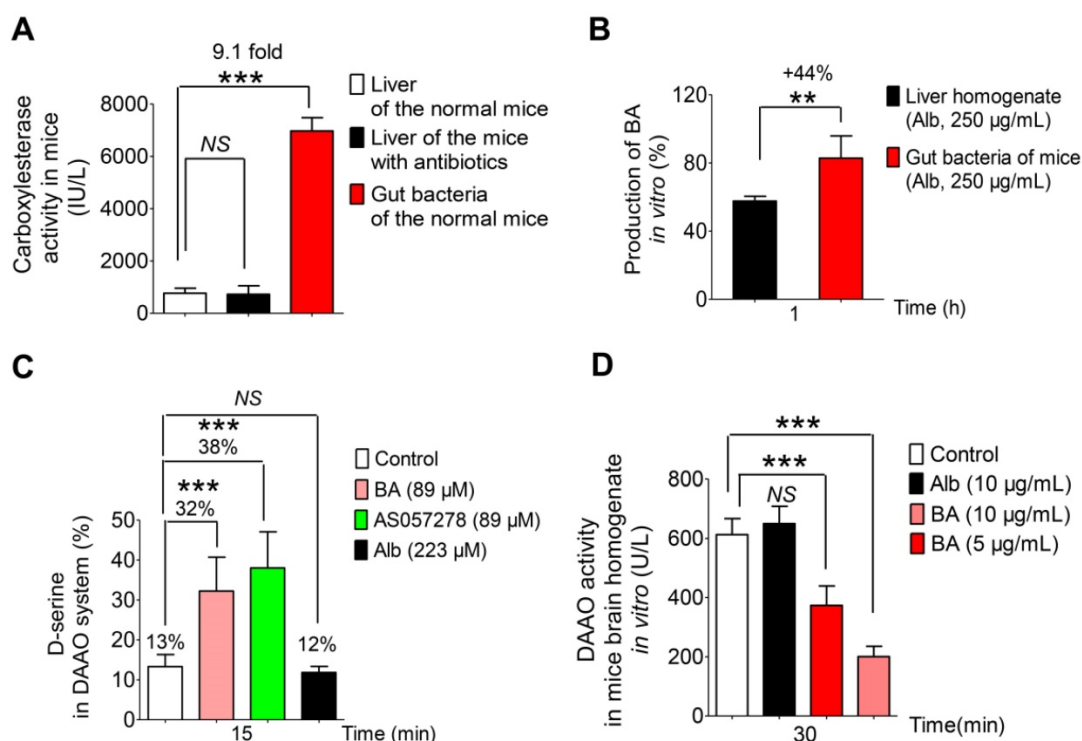 A
9.1 fold
***
NS
Carboxylesterase
activity in mice
(IU/L)
8000
6000
4000
2000
0
Liver
of the normal mice
Liver of the mice
with antibiotics
Gut bacteria
of the normal mice
B
+44%
**
Production of BA
in vitro (%)
120
80
40
0
1
Time (h)
Liver homogenate
(Alb, 250 µg/mL)
Gut bacteria of mice
(Alb, 250 µg/mL)
C
NS
***
38%
***
32%
D-serine
in DAAO system (%)
50
40
30
20
10
0
13%
12%
15
Time (min)
Control
BA (89 µM)
AS057278 (89 µM)
Alb (223 µM)
D
***
***
NS
DAAO activity
in mice brain homogenate
in vitro (U/L)
800
600
400
200
0
30
Time(min)
Control
Alb (10 µg/mL)
BA (10 µg/mL)
BA (5 µg/mL)